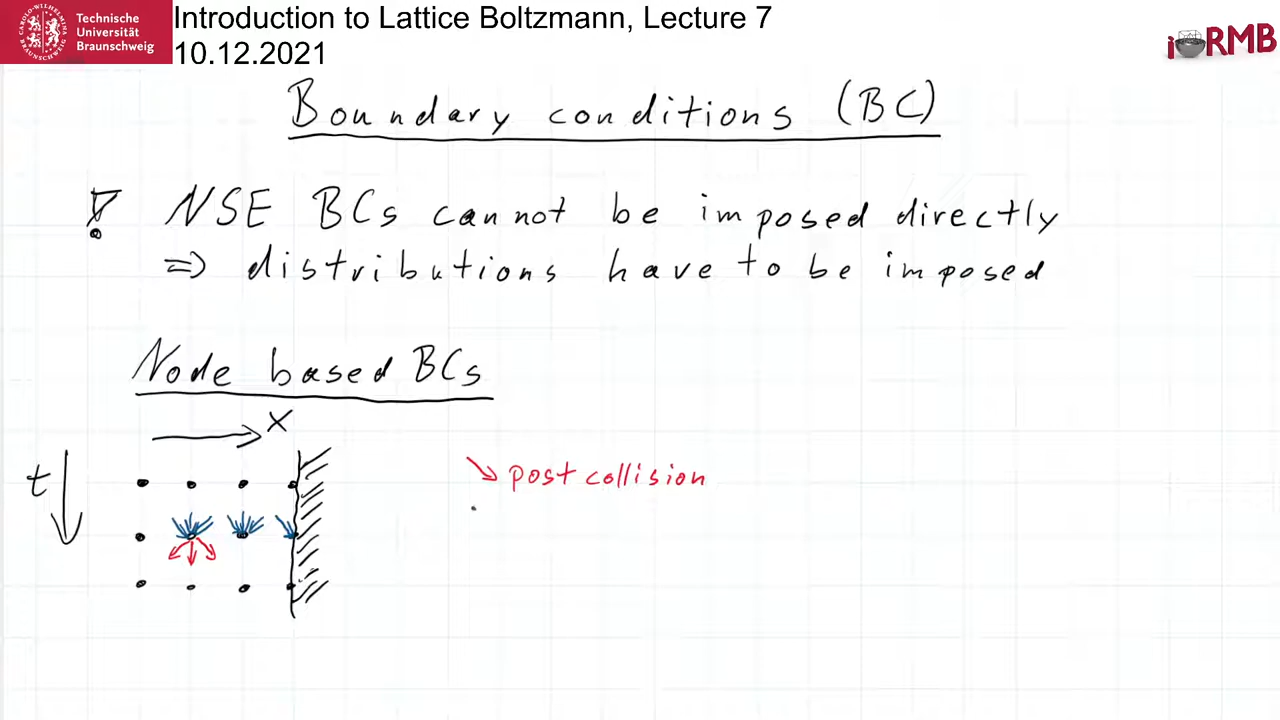 Technische
Universität
Braunschweig
Introduction to Lattice Boltzmann, Lecture 7
10.12.2021
iRMB
Boundary conditions (BC)
! NSE BCs cannot be imposed directly
⇒ distributions have to be imposed
Node based BCs
x
t
post collision